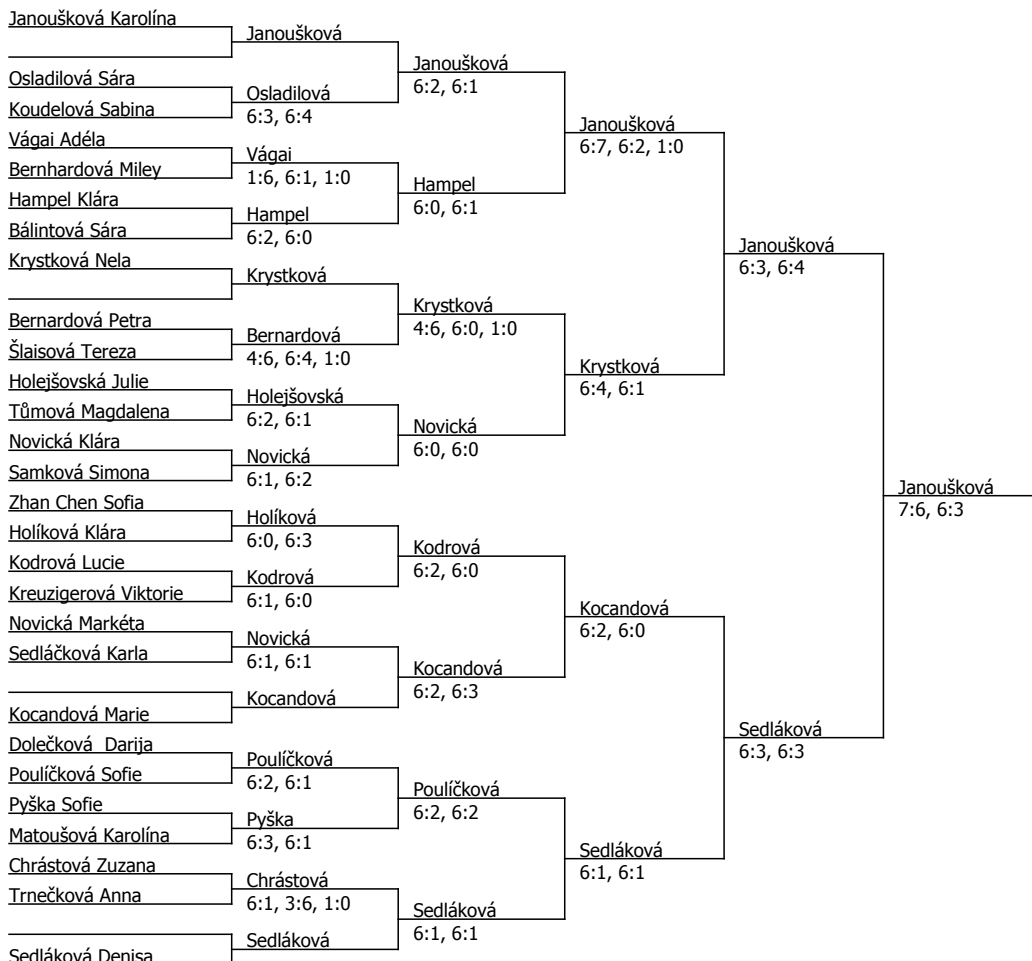 Janoušková Karolína
Osladilová Sára
Koudelová Sabina
Vágai Adéla
Bernhardová Miley
Hampel Klára
Bálintová Sára
Krystková Nela
Bernardová Petra
Šlaisová Tereza
Holejšovská Julie
Tůmová Magdalena
Novická Klára
Samková Simona
Zhan Chen Sofia
Holíková Klára
Kodrová Lucie
Kreuzigerová Viktorie
Novická Markéta
Sedláčková Karla
Kocandová Marie
Dolečková  Darija
Poulíčková Sofie
Pyška Sofie
Matoušová Karolína
Chrástová Zuzana
Trnečková Anna
Sedláková Denisa
Janoušková
Osladilová
6:3, 6:4
Vágai
1:6, 6:1, 1:0
Hampel
6:2, 6:0
Krystková
Bernardová
4:6, 6:4, 1:0
Holejšovská
6:2, 6:1
Novická
6:1, 6:2
Holíková
6:0, 6:3
Kodrová
6:1, 6:0
Novická
6:1, 6:1
Kocandová
Poulíčková
6:2, 6:1
Pyška
6:3, 6:1
Chrástová
6:1, 3:6, 1:0
Sedláková
Janoušková
6:2, 6:1
Hampel
6:0, 6:1
Krystková
4:6, 6:0, 1:0
Novická
6:0, 6:0
Kodrová
6:2, 6:0
Kocandová
6:2, 6:3
Poulíčková
6:2, 6:2
Sedláková
6:1, 6:1
Janoušková
6:7, 6:2, 1:0
Krystková
6:4, 6:1
Kocandová
6:2, 6:0
Sedláková
6:1, 6:1
Janoušková
6:3, 6:4
Sedláková
6:3, 6:3
Janoušková
7:6, 6:3